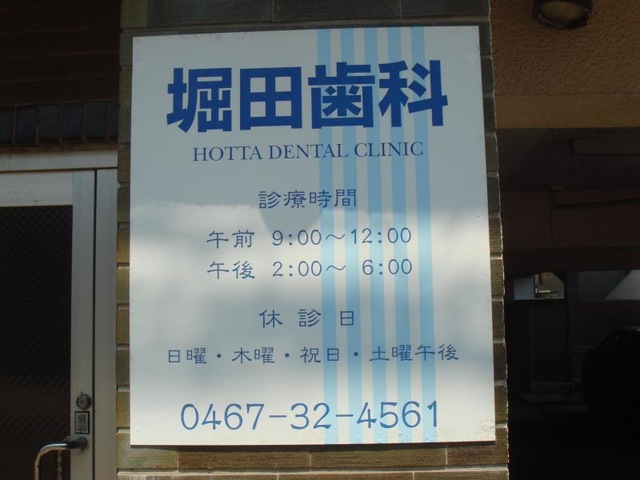 堀田歯科
HOTTA DENTAL CLINIC
診療時間
午前 9:00〜12:00
午後 2:00〜 6:00
休診日
日曜・木曜・祝日・土曜午後
0467-32-4561